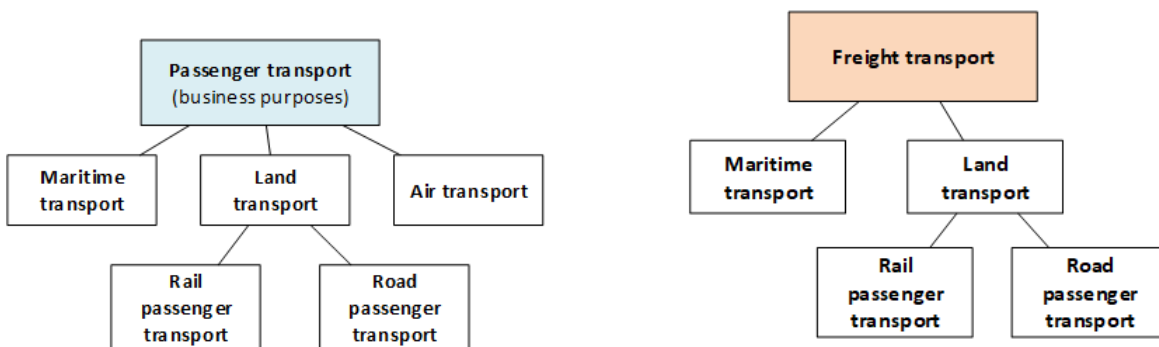 Passenger transport
(business purposes)
Maritime
transport
Land
transport
Air transport
Rail
passenger
transport
Road
passenger
transport
Freight transport
Maritime
transport
Land
transport
Rail
passenger
transport
Road
passenger
transport